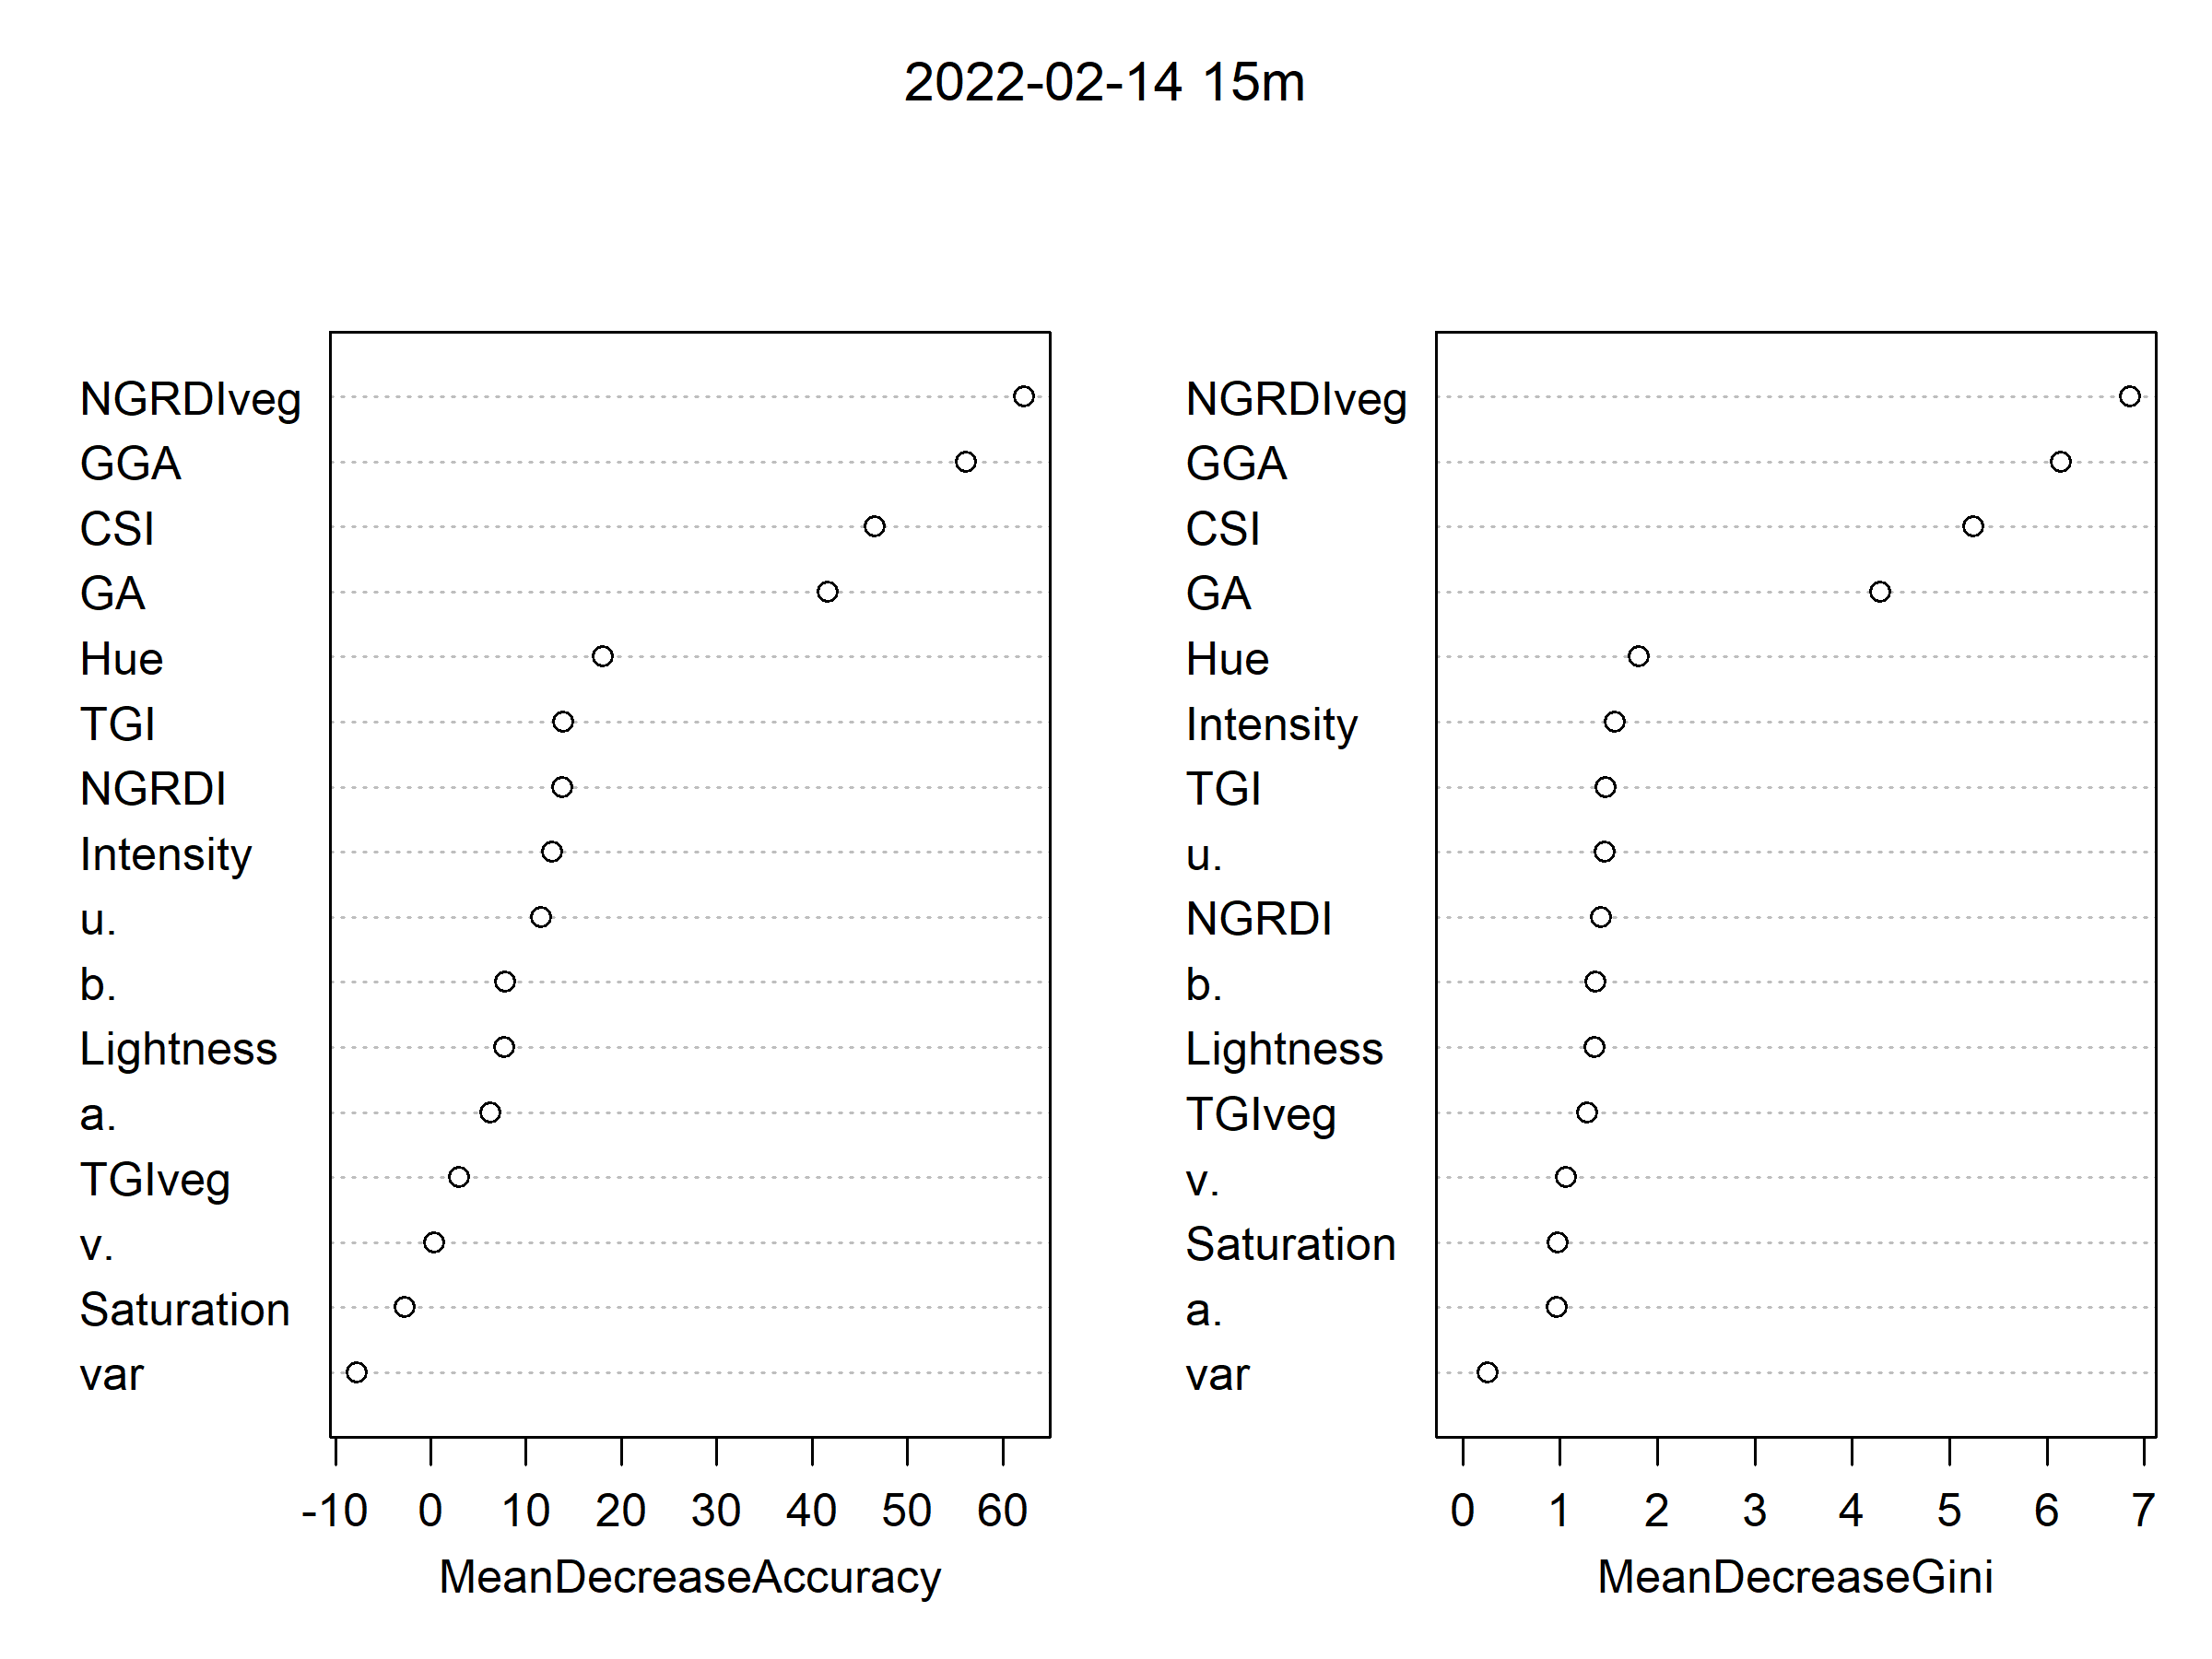 2022-02-14 15m
NGRDIveg
GGA
CSI
GA
Hue
TGI
NGRDI
Intensity
u.
b.
Lightness
a.
TGIveg
v.
Saturation
var
-10 0 10 20 30 40 50 60
MeanDecreaseAccuracy
NGRDIveg
GGA
CSI
GA
Hue
Intensity
TGI
u.
NGRDI
b.
Lightness
TGIveg
v.
Saturation
a.
var
0 1 2 3 4 5 6 7
MeanDecreaseGini